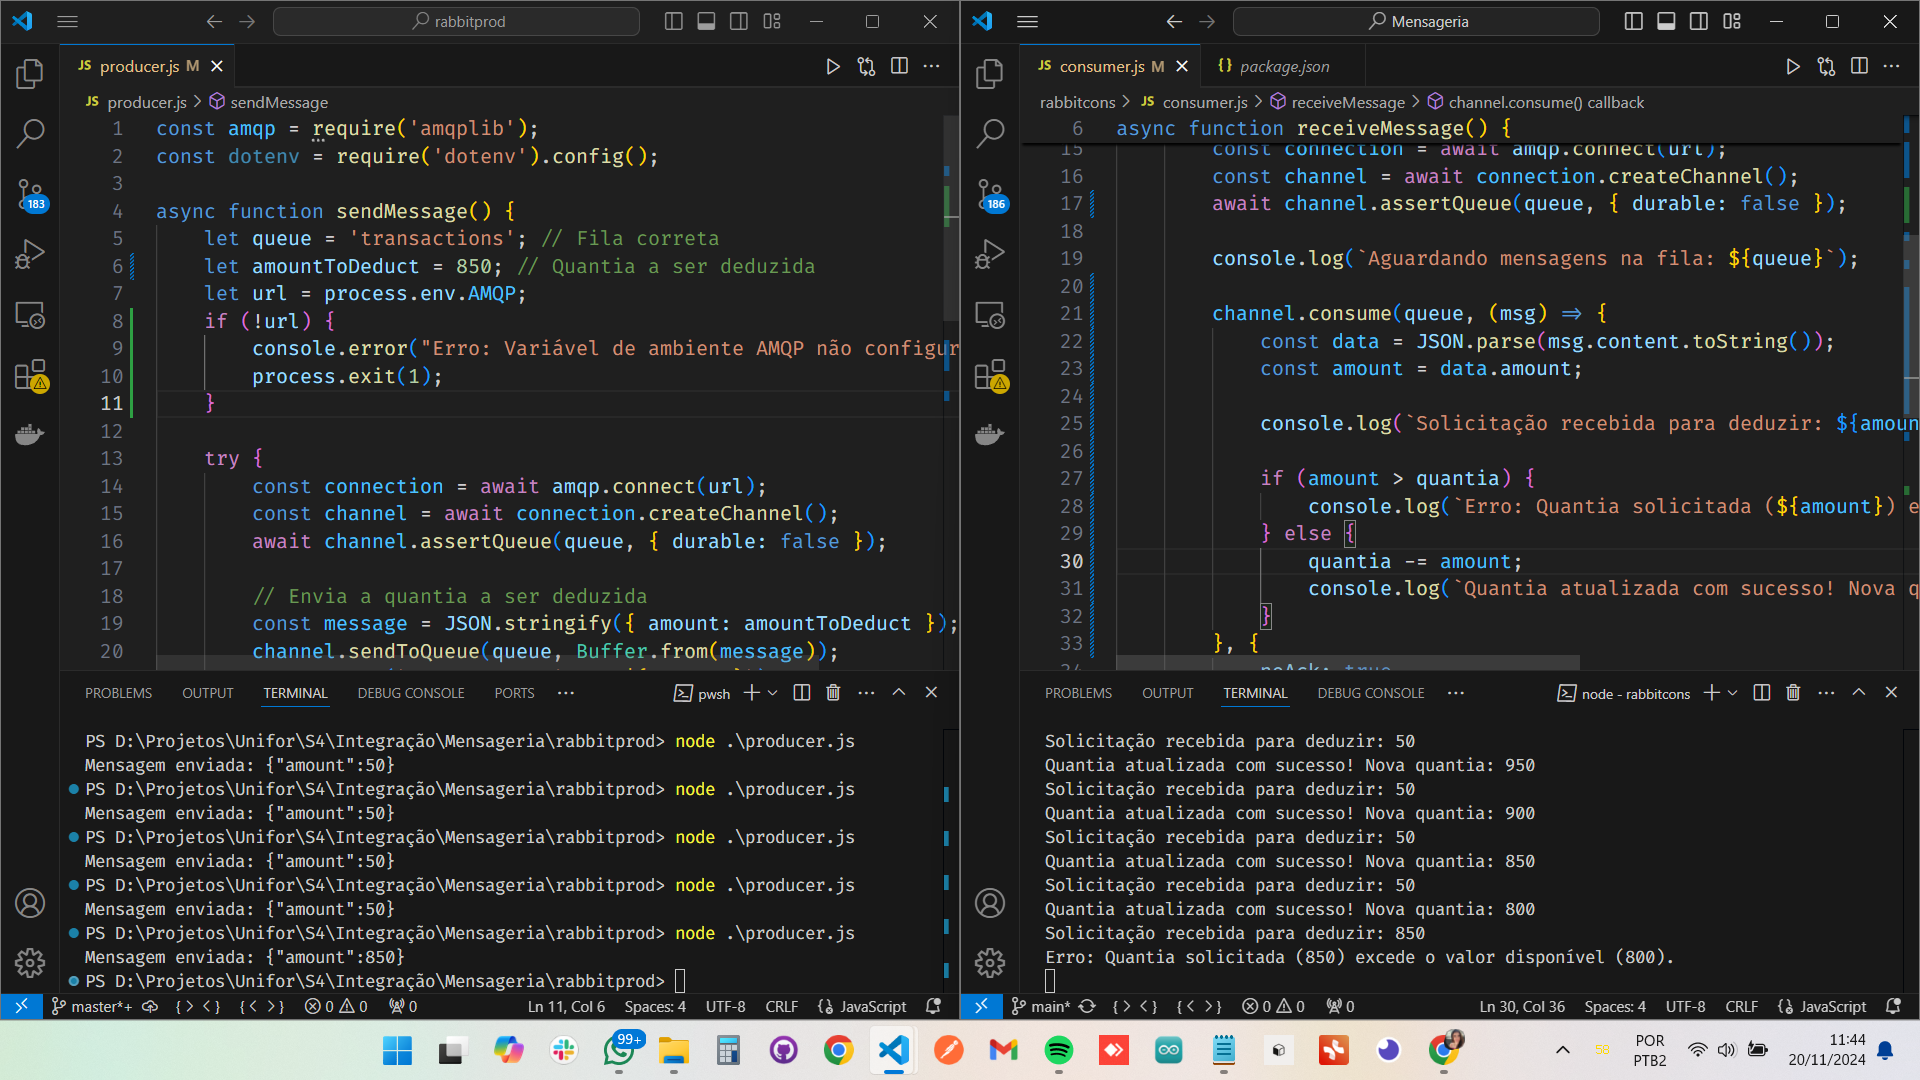 rabbitprod
JS producer.js M
JS producer.js > sendMessage
1 const amqp = require('amqplib');
2 const dotenv = require('dotenv').config();
3
4 async function sendMessage() {
5 let queue = 'transactions'; // Fila correta
6 let amountToDeduct = 850; // Quantia a ser deduzida
7 let url = process.env.AMQP;
8 if (!url) {
9 console.error("Erro: Variável de ambiente AMQP não configur
10 process.exit(1);
11 }
12
13 try {
14 const connection = await amqp.connect(url);
15 const channel = await connection.createChannel();
16 await channel.assertQueue(queue, { durable: false });
17
18 // Envia a quantia a ser deduzida
19 const message = JSON.stringify({ amount: amountToDeduct });
20 channel.sendToQueue(queue, Buffer.from(message));
183
PROBLEMS OUTPUT TERMINAL DEBUG CONSOLE PORTS ··· pwsh
PS D:\Projetos\Unifor\S4\Integração\Mensageria\rabbitprod> node .\producer.js
Mensagem enviada: {"amount":50}
PS D:\Projetos\Unifor\S4\Integração\Mensageria\rabbitprod> node .\producer.js
Mensagem enviada: {"amount":50}
PS D:\Projetos\Unifor\S4\Integração\Mensageria\rabbitprod> node .\producer.js
Mensagem enviada: {"amount":50}
PS D:\Projetos\Unifor\S4\Integração\Mensageria\rabbitprod> node .\producer.js
Mensagem enviada: {"amount":50}
PS D:\Projetos\Unifor\S4\Integração\Mensageria\rabbitprod> node .\producer.js
Mensagem enviada: {"amount":850}
PS D:\Projetos\Unifor\S4\Integração\Mensageria\rabbitprod>
master*+ 0 0 0 Ln 11, Col 6 Spaces: 4 UTF-8 CRLF JavaScript
Mensageria
JS consumer.js M {} package.json
rabbitcons > JS consumer.js > receiveMessage > channel.consume() callback
6 async function receiveMessage() {
15 const connection = await amqp.connect(url);
16 const channel = await connection.createChannel();
17 await channel.assertQueue(queue, { durable: false });
18
19 console.log(`Aguardando mensagens na fila: ${queue}`);
20
21 channel.consume(queue, (msg) => {
22 const data = JSON.parse(msg.content.toString());
23 const amount = data.amount;
24
25 console.log(`Solicitação recebida para deduzir: ${amoun
26
27 if (amount > quantia) {
28 console.log(`Erro: Quantia solicitada (${amount}) e
29 } else {
30 quantia -= amount;
31 console.log(`Quantia atualizada com sucesso! Nova q
32 }
33 }, {
34 noAck: true
186
PROBLEMS OUTPUT TERMINAL DEBUG CONSOLE ··· node - rabbitcons
Solicitação recebida para deduzir: 50
Quantia atualizada com sucesso! Nova quantia: 950
Solicitação recebida para deduzir: 50
Quantia atualizada com sucesso! Nova quantia: 900
Solicitação recebida para deduzir: 50
Quantia atualizada com sucesso! Nova quantia: 850
Solicitação recebida para deduzir: 50
Quantia atualizada com sucesso! Nova quantia: 800
Solicitação recebida para deduzir: 850
Erro: Quantia solicitada (850) excede o valor disponível (800).
main* 0 0 0 Ln 30, Col 36 Spaces: 4 UTF-8 CRLF JavaScript
99+
POR
PTB2
11:44
20/11/2024